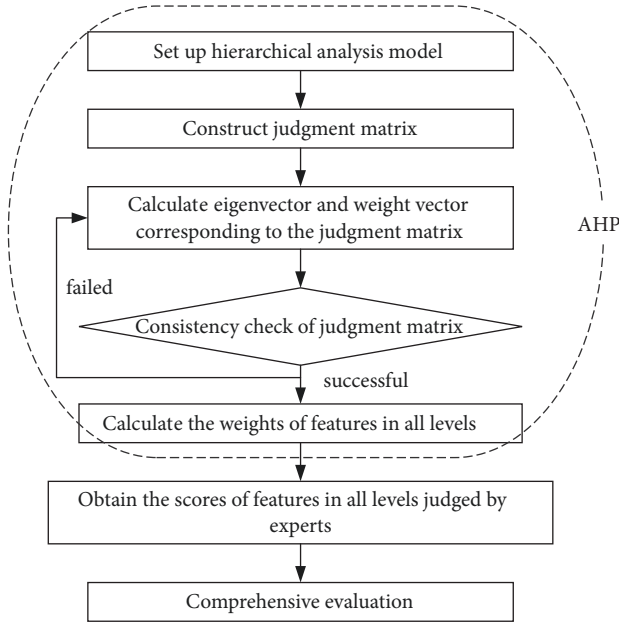 Set up hierarchical analysis model
Construct judgment matrix
Calculate eigenvector and weight vector
corresponding to the judgment matrix
AHP
failed
Consistency check of judgment matrix
successful
Calculate the weights of features in all levels
Obtain the scores of features in all levels judged by
experts
Comprehensive evaluation